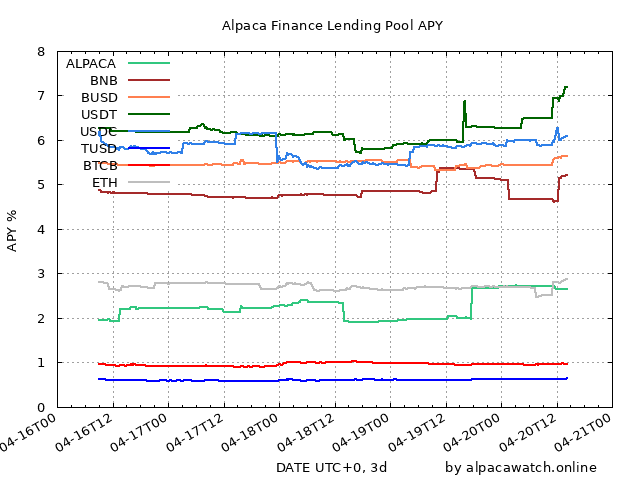 Alpaca Finance Lending Pool APY
8
7
6
5
4
3
2
1
0
APY %
ALPACA
BNB
BUSD
USDT
USDC
TUSD
BTCB
ETH
04-16T00
04-16T12
04-17T00
04-17T12
04-18T00
04-18T12
04-19T00
04-19T12
04-20T00
04-20T12
04-21T00
DATE UTC+0, 3d
by alpacawatch.online